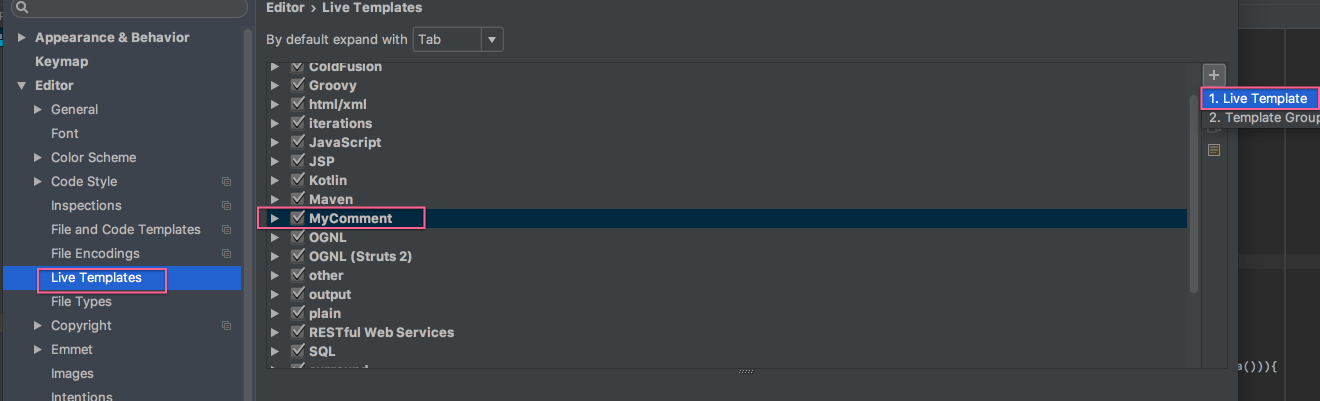 Editor › Live Templates
Appearance & Behavior
Keymap
Editor
General
Font
Color Scheme
Code Style
Inspections
File and Code Templates
File Encodings
Live Templates
File Types
Copyright
Emmet
Images
Intentions
By default expand with Tab
ColdFusion
Groovy
html/xml
iterations
JavaScript
JSP
Kotlin
Maven
MyComment
OGNL
OGNL (Struts 2)
other
output
plain
RESTful Web Services
SQL
surround
1. Live Template
2. Template Group
a())){